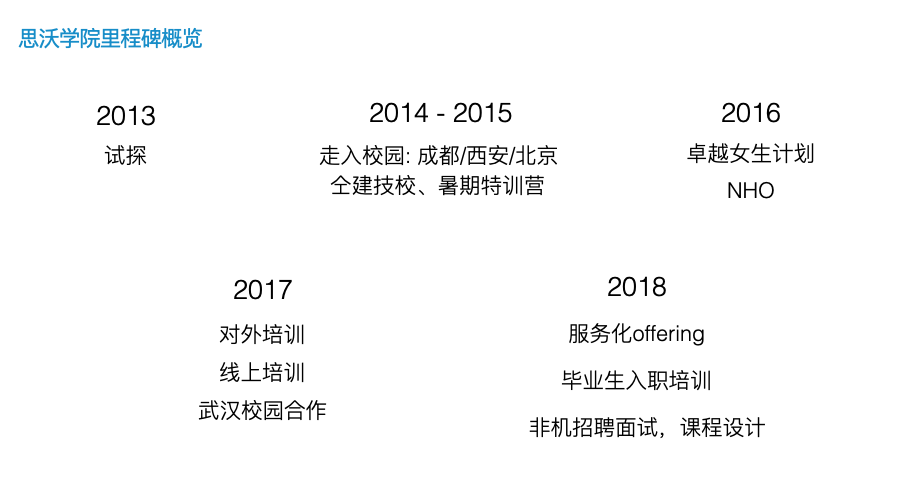 思沃学院里程碑概览
2013
试探
2014 - 2015
走入校园: 成都/西安/北京
仝建技校、暑期特训营
2016
卓越女生计划
NHO
2017
对外培训
线上培训
武汉校园合作
2018
服务化offering
毕业生入职培训
非机招聘面试，课程设计